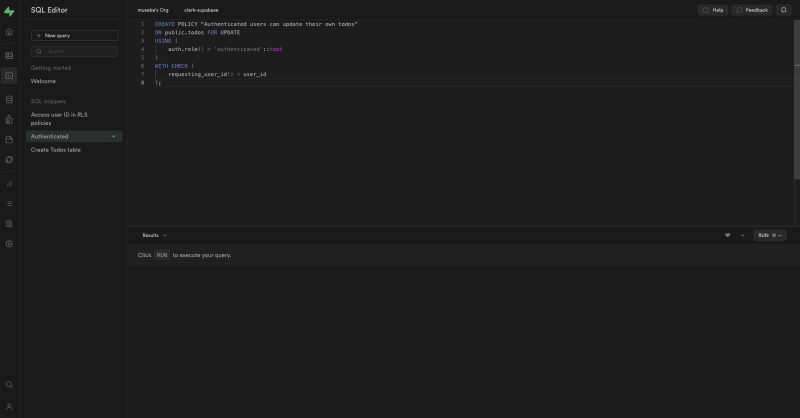 SQL Editor
museba's Org
clerk-supabase
Help
Feedback
+ New query
Search
Getting started
Welcome
SQL snippets
Access user ID in RLS
policies
Authenticated
Create Todos table
1 CREATE POLICY "Authenticated users can update their own todos"
2 ON public.todos FOR UPDATE
3 USING (
4 auth.role() = 'authenticated'::text
5 )
6 WITH CHECK (
7 requesting_user_id() = user_id
8 );
Results
RUN ⌘ ↵
Click RUN to execute your query.